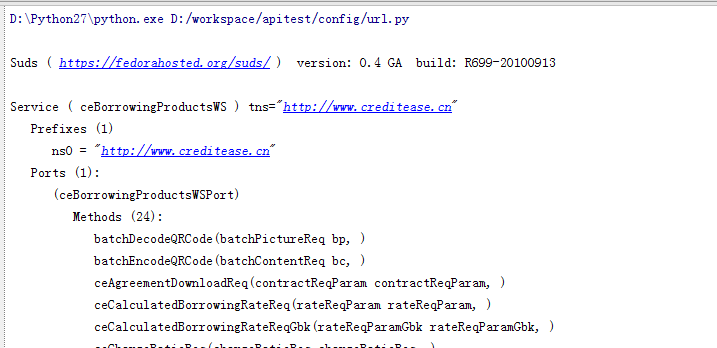 D:\Python27\python.exe D:/workspace/apitest/config/url.py
Suds ( https://fedorahosted.org/suds/ )  version: 0.4 GA  build: R699-20100913
Service ( ceBorrowingProductsWS ) tns="http://www.creditease.cn"
Prefixes (1)
ns0 = "http://www.creditease.cn"
Ports (1):
(ceBorrowingProductsWSPort)
Methods (24):
batchDecodeQRCode(batchPictureReq bp, )
batchEncodeQRCode(batchContentReq bc, )
ceAgreementDownloadReq(contractReqParam contractReqParam, )
ceCalculatedBorrowingRateReq(rateReqParam rateReqParam, )
ceCalculatedBorrowingRateReqGbk(rateReqParamGbk rateReqParamGbk, )